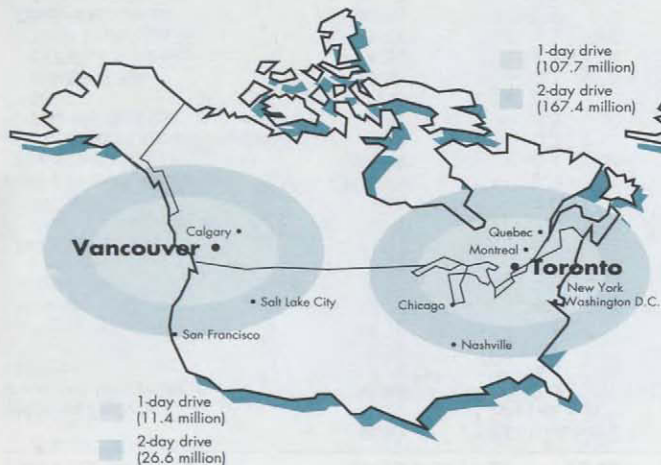 1-day drive
(107.7 million)
2-day drive
(167.4 million)
Calgary
Vancouver
Quebec
Montreal
Toronto
New York
Washington D.C.
Salt Lake City
Chicago
San Francisco
Nashville
1-day drive
(11.4 million)
2-day drive
(26.6 million)